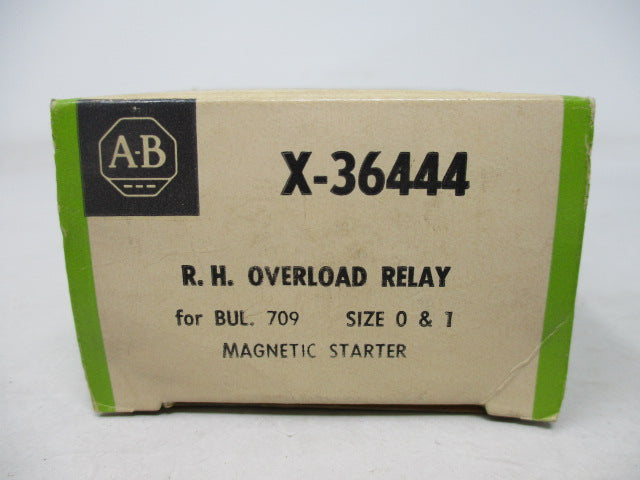 A-B
X-36444
R. H. OVERLOAD RELAY
for BUL. 709 SIZE 0 & 1
MAGNETIC STARTER